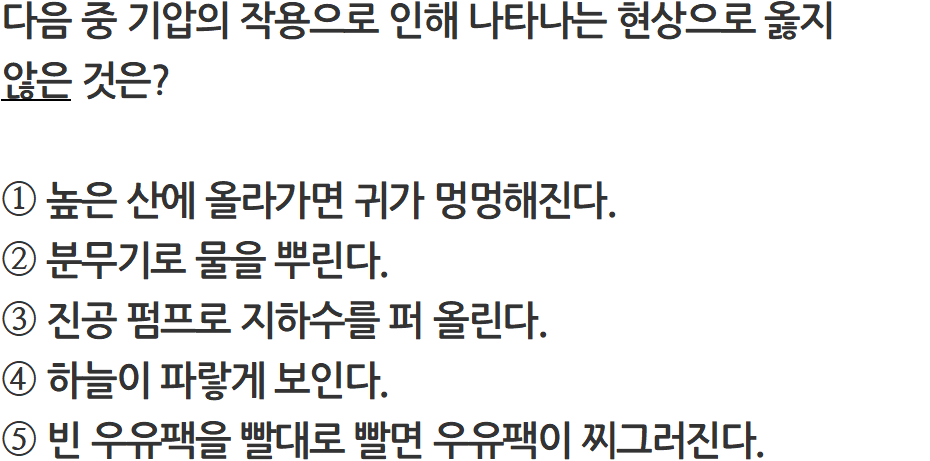 다음 중 기압의 작용으로 인해 나타나는 현상으로 옳지
않은 것은?
① 높은 산에 올라가면 귀가 멍멍해진다.
② 분무기로 물을 뿌린다.
③ 진공 펌프로 지하수를 퍼 올린다.
④ 하늘이 파랗게 보인다.
⑤ 빈 우유팩을 빨대로 빨면 우유팩이 찌그러진다.